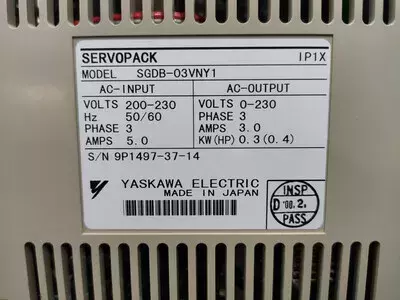 SERVOPACK IP1X
MODEL SGDB-03VNY1
AC-INPUT AC-OUTPUT
VOLTS 200-230 VOLTS 0-230
Hz 50/60 PHASE 3
PHASE 3 AMPS 3.0
AMPS 5.0 KW(HP) 0.3(0.4)
S/N 9P1497-37-14
YASKAWA ELECTRIC
MADE IN JAPAN
INSP
D '00.2.
PASS